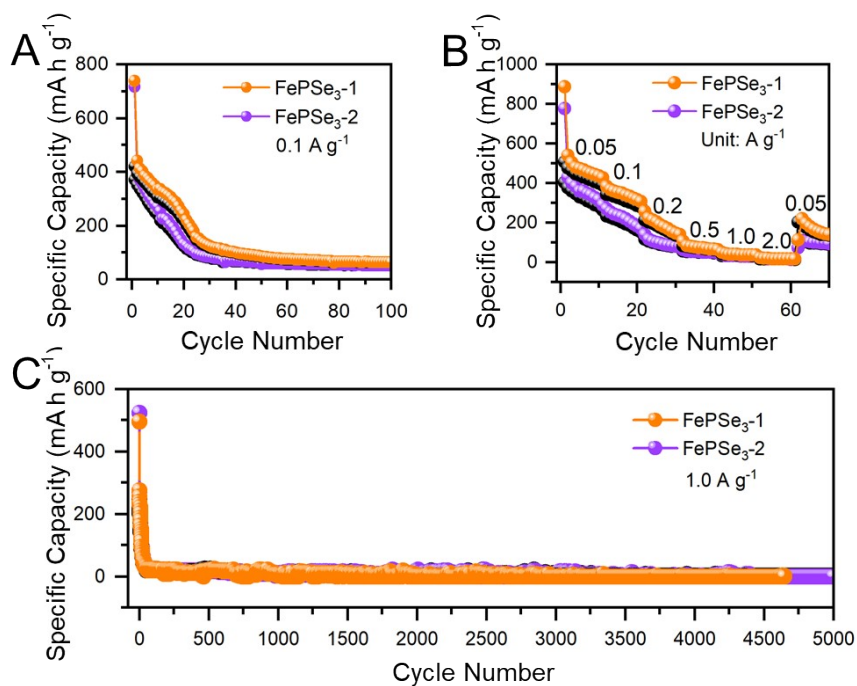 A
Specific Capacity (mA h g⁻¹)
800
600
400
200
0
FePSe₃-1
FePSe₃-2
0.1 A g⁻¹
0 20 40 60 80 100
Cycle Number
B
Specific Capacity (mA h g⁻¹)
1000
800
600
400
200
0
FePSe₃-1
FePSe₃-2
Unit: A g⁻¹
0.05
0.1
0.2
0.5
1.0
2.0
0.05
0 20 40 60
Cycle Number
C
Specific Capacity (mA h g⁻¹)
600
400
200
0
FePSe₃-1
FePSe₃-2
1.0 A g⁻¹
0 500 1000 1500 2000 2500 3000 3500 4000 4500 5000
Cycle Number